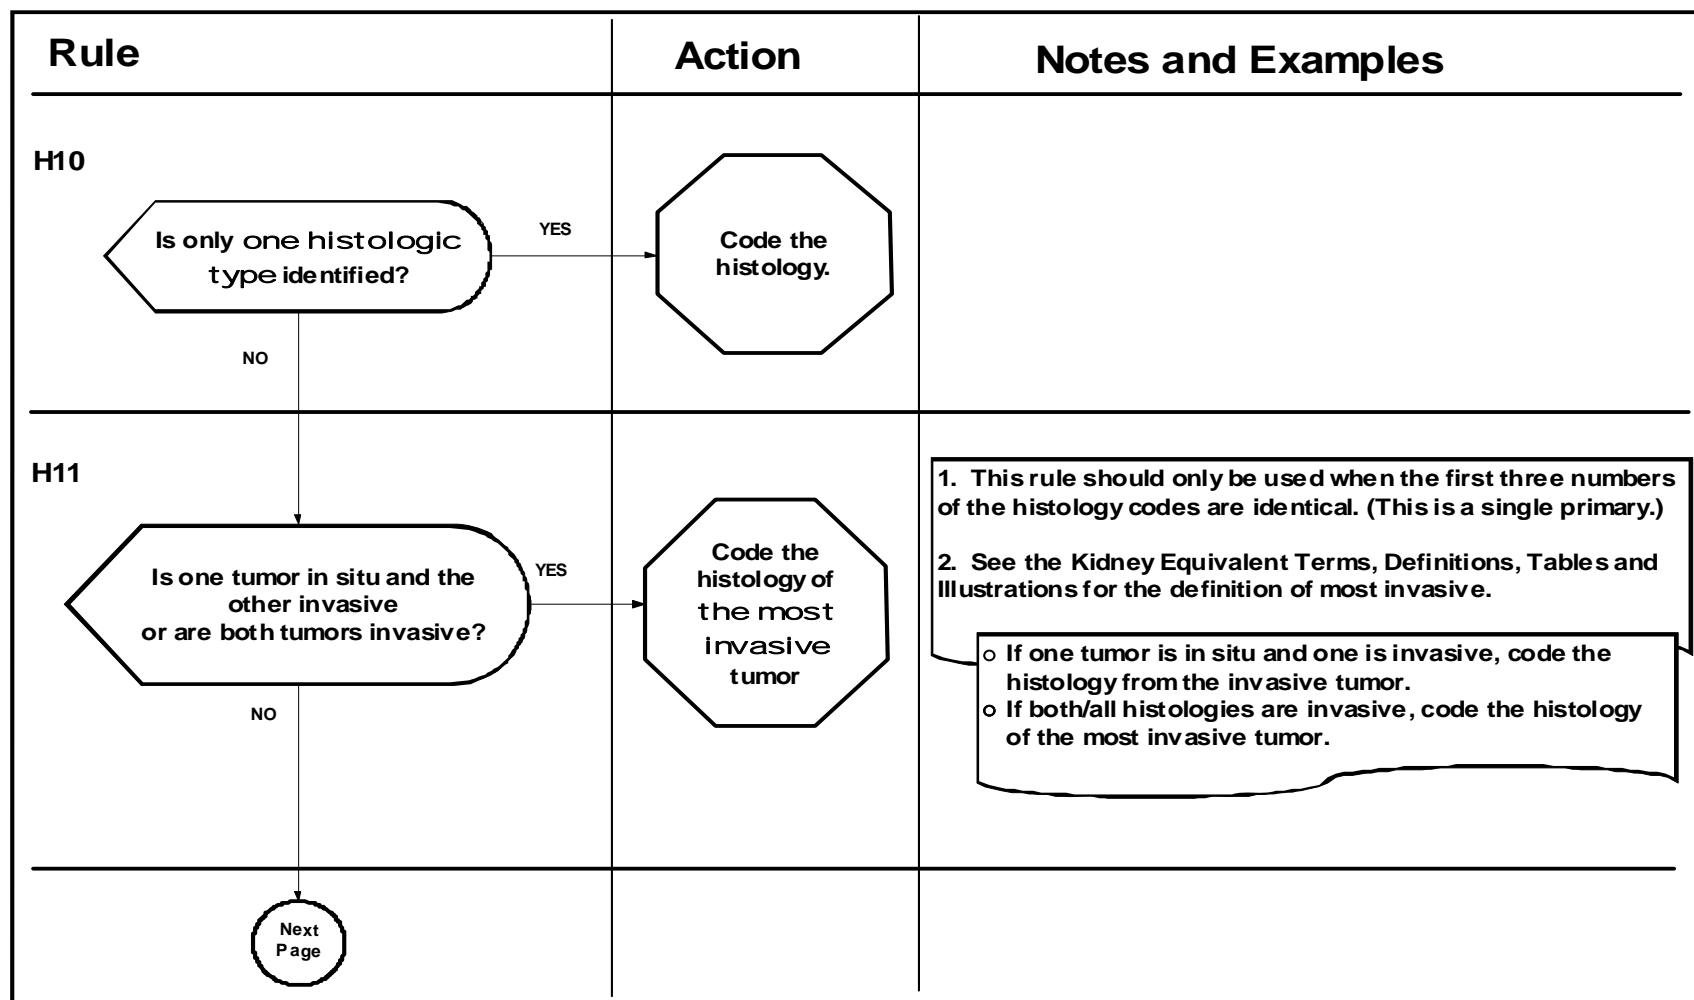 Rule
Action
Notes and Examples
H10
Is only one histologic
type identified?
YES
Code the
histology.
NO
H11
Is one tumor in situ and the
other invasive
or are both tumors invasive?
YES
Code the
histology of
the most
invasive
tumor
1. This rule should only be used when the first three numbers
of the histology codes are identical. (This is a single primary.)
2. See the Kidney Equivalent Terms, Definitions, Tables and
Illustrations for the definition of most invasive.
○ If one tumor is in situ and one is invasive, code the
histology from the invasive tumor.
○ If both/all histologies are invasive, code the histology
of the most invasive tumor.
NO
Next
Page